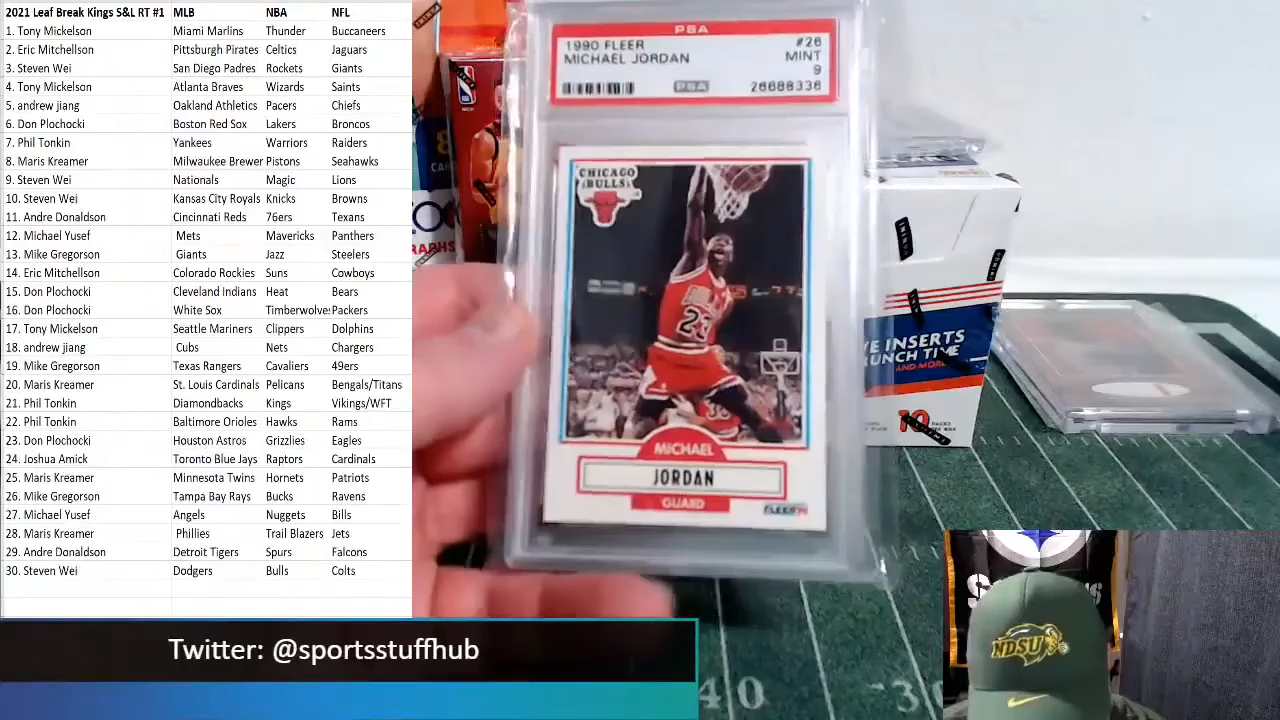 2021 Leaf Break Kings S&L RT #1 MLB NBA NFL
1. Tony Mickelson Miami Marlins Thunder Buccaneers
2. Eric Mitchellson Pittsburgh Pirates Celtics Jaguars
3. Steven Wei San Diego Padres Rockets Giants
4. Tony Mickelson Atlanta Braves Wizards Saints
5. andrew jiang Oakland Athletics Pacers Chiefs
6. Don Plochocki Boston Red Sox Lakers Broncos
7. Phil Tonkin Yankees Warriors Raiders
8. Maris Kreamer Milwaukee Brewer Pistons Seahawks
9. Steven Wei Nationals Magic Lions
10. Steven Wei Kansas City Royals Knicks Browns
11. Andre Donaldson Cincinnati Reds 76ers Texans
12. Michael Yusef Mets Mavericks Panthers
13. Mike Gregorson Giants Jazz Steelers
14. Eric Mitchellson Colorado Rockies Suns Cowboys
15. Don Plochocki Cleveland Indians Heat Bears
16. Don Plochocki White Sox Timberwolve Packers
17. Tony Mickelson Seattle Mariners Clippers Dolphins
18. andrew jiang Cubs Nets Chargers
19. Mike Gregorson Texas Rangers Cavaliers 49ers
20. Maris Kreamer St. Louis Cardinals Pelicans Bengals/Titans
21. Phil Tonkin Diamondbacks Kings Vikings/WFT
22. Phil Tonkin Baltimore Orioles Hawks Rams
23. Don Plochocki Houston Astros Grizzlies Eagles
24. Joshua Amick Toronto Blue Jays Raptors Cardinals
25. Maris Kreamer Minnesota Twins Hornets Patriots
26. Mike Gregorson Tampa Bay Rays Bucks Ravens
27. Michael Yusef Angels Nuggets Bills
28. Maris Kreamer Phillies Trail Blazers Jets
29. Andre Donaldson Detroit Tigers Spurs Falcons
30. Steven Wei Dodgers Bulls Colts
PSA
1990 FLEER #26
MICHAEL JORDAN MINT
9
PSA 26688336
CHICAGO
BULLS
BULLS
23
MICHAEL
JORDAN
GUARD
FLEER
INSERTS
CRUNCH TIME
AND MORE
10
Twitter: @sportsstuffhub
NDSU
40